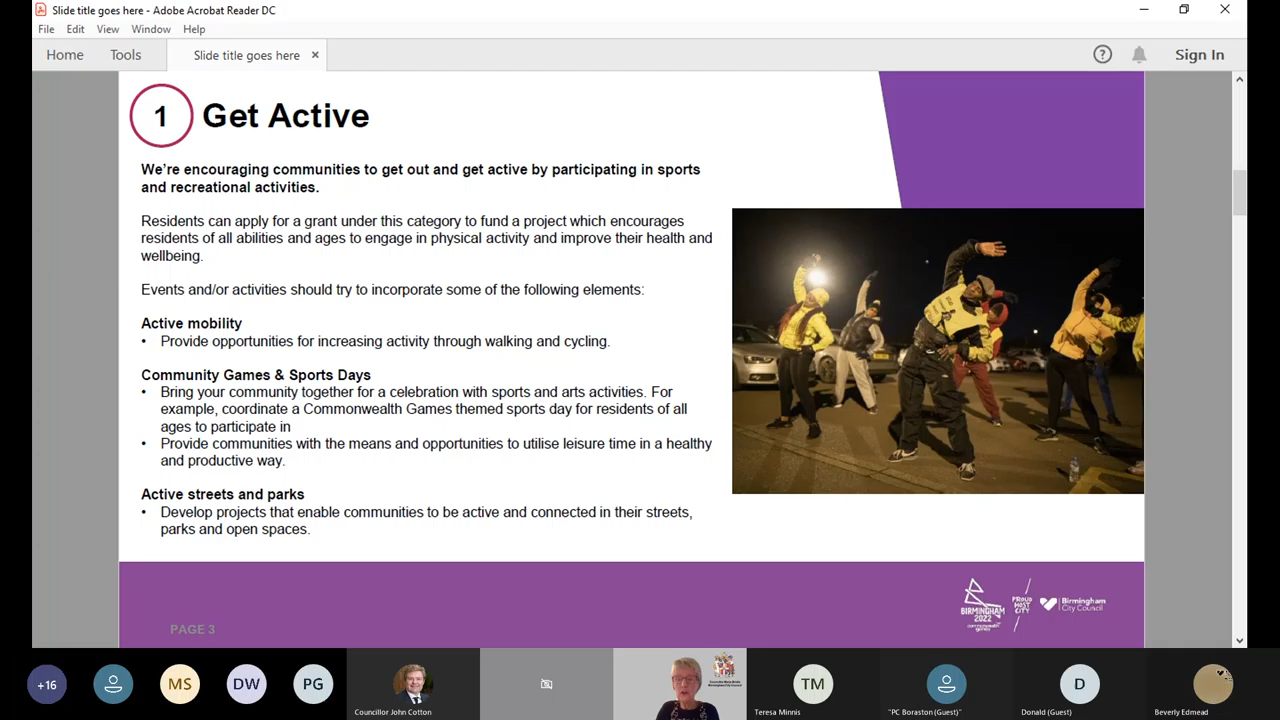 Slide title goes here - Adobe Acrobat Reader DC
File Edit View Window Help
Home Tools Slide title goes here × ? Sign In
1 Get Active
We're encouraging communities to get out and get active by participating in sports
and recreational activities.
Residents can apply for a grant under this category to fund a project which encourages
residents of all abilities and ages to engage in physical activity and improve their health and
wellbeing.
Events and/or activities should try to incorporate some of the following elements:
Active mobility
• Provide opportunities for increasing activity through walking and cycling.
Community Games & Sports Days
• Bring your community together for a celebration with sports and arts activities. For
example, coordinate a Commonwealth Games themed sports day for residents of all
ages to participate in
• Provide communities with the means and opportunities to utilise leisure time in a healthy
and productive way.
Active streets and parks
• Develop projects that enable communities to be active and connected in their streets,
parks and open spaces.
BIRMINGHAM
2022
commonwealth
games
PROUD
HOST
CITY
Birmingham
City Council
PAGE 3
+16 MS DW PG TM D
Councillor John Cotton
Birmingham City Council
Teresa Minnis
"PC Boraston (Guest)"
Donald (Guest)
Beverly Edmead